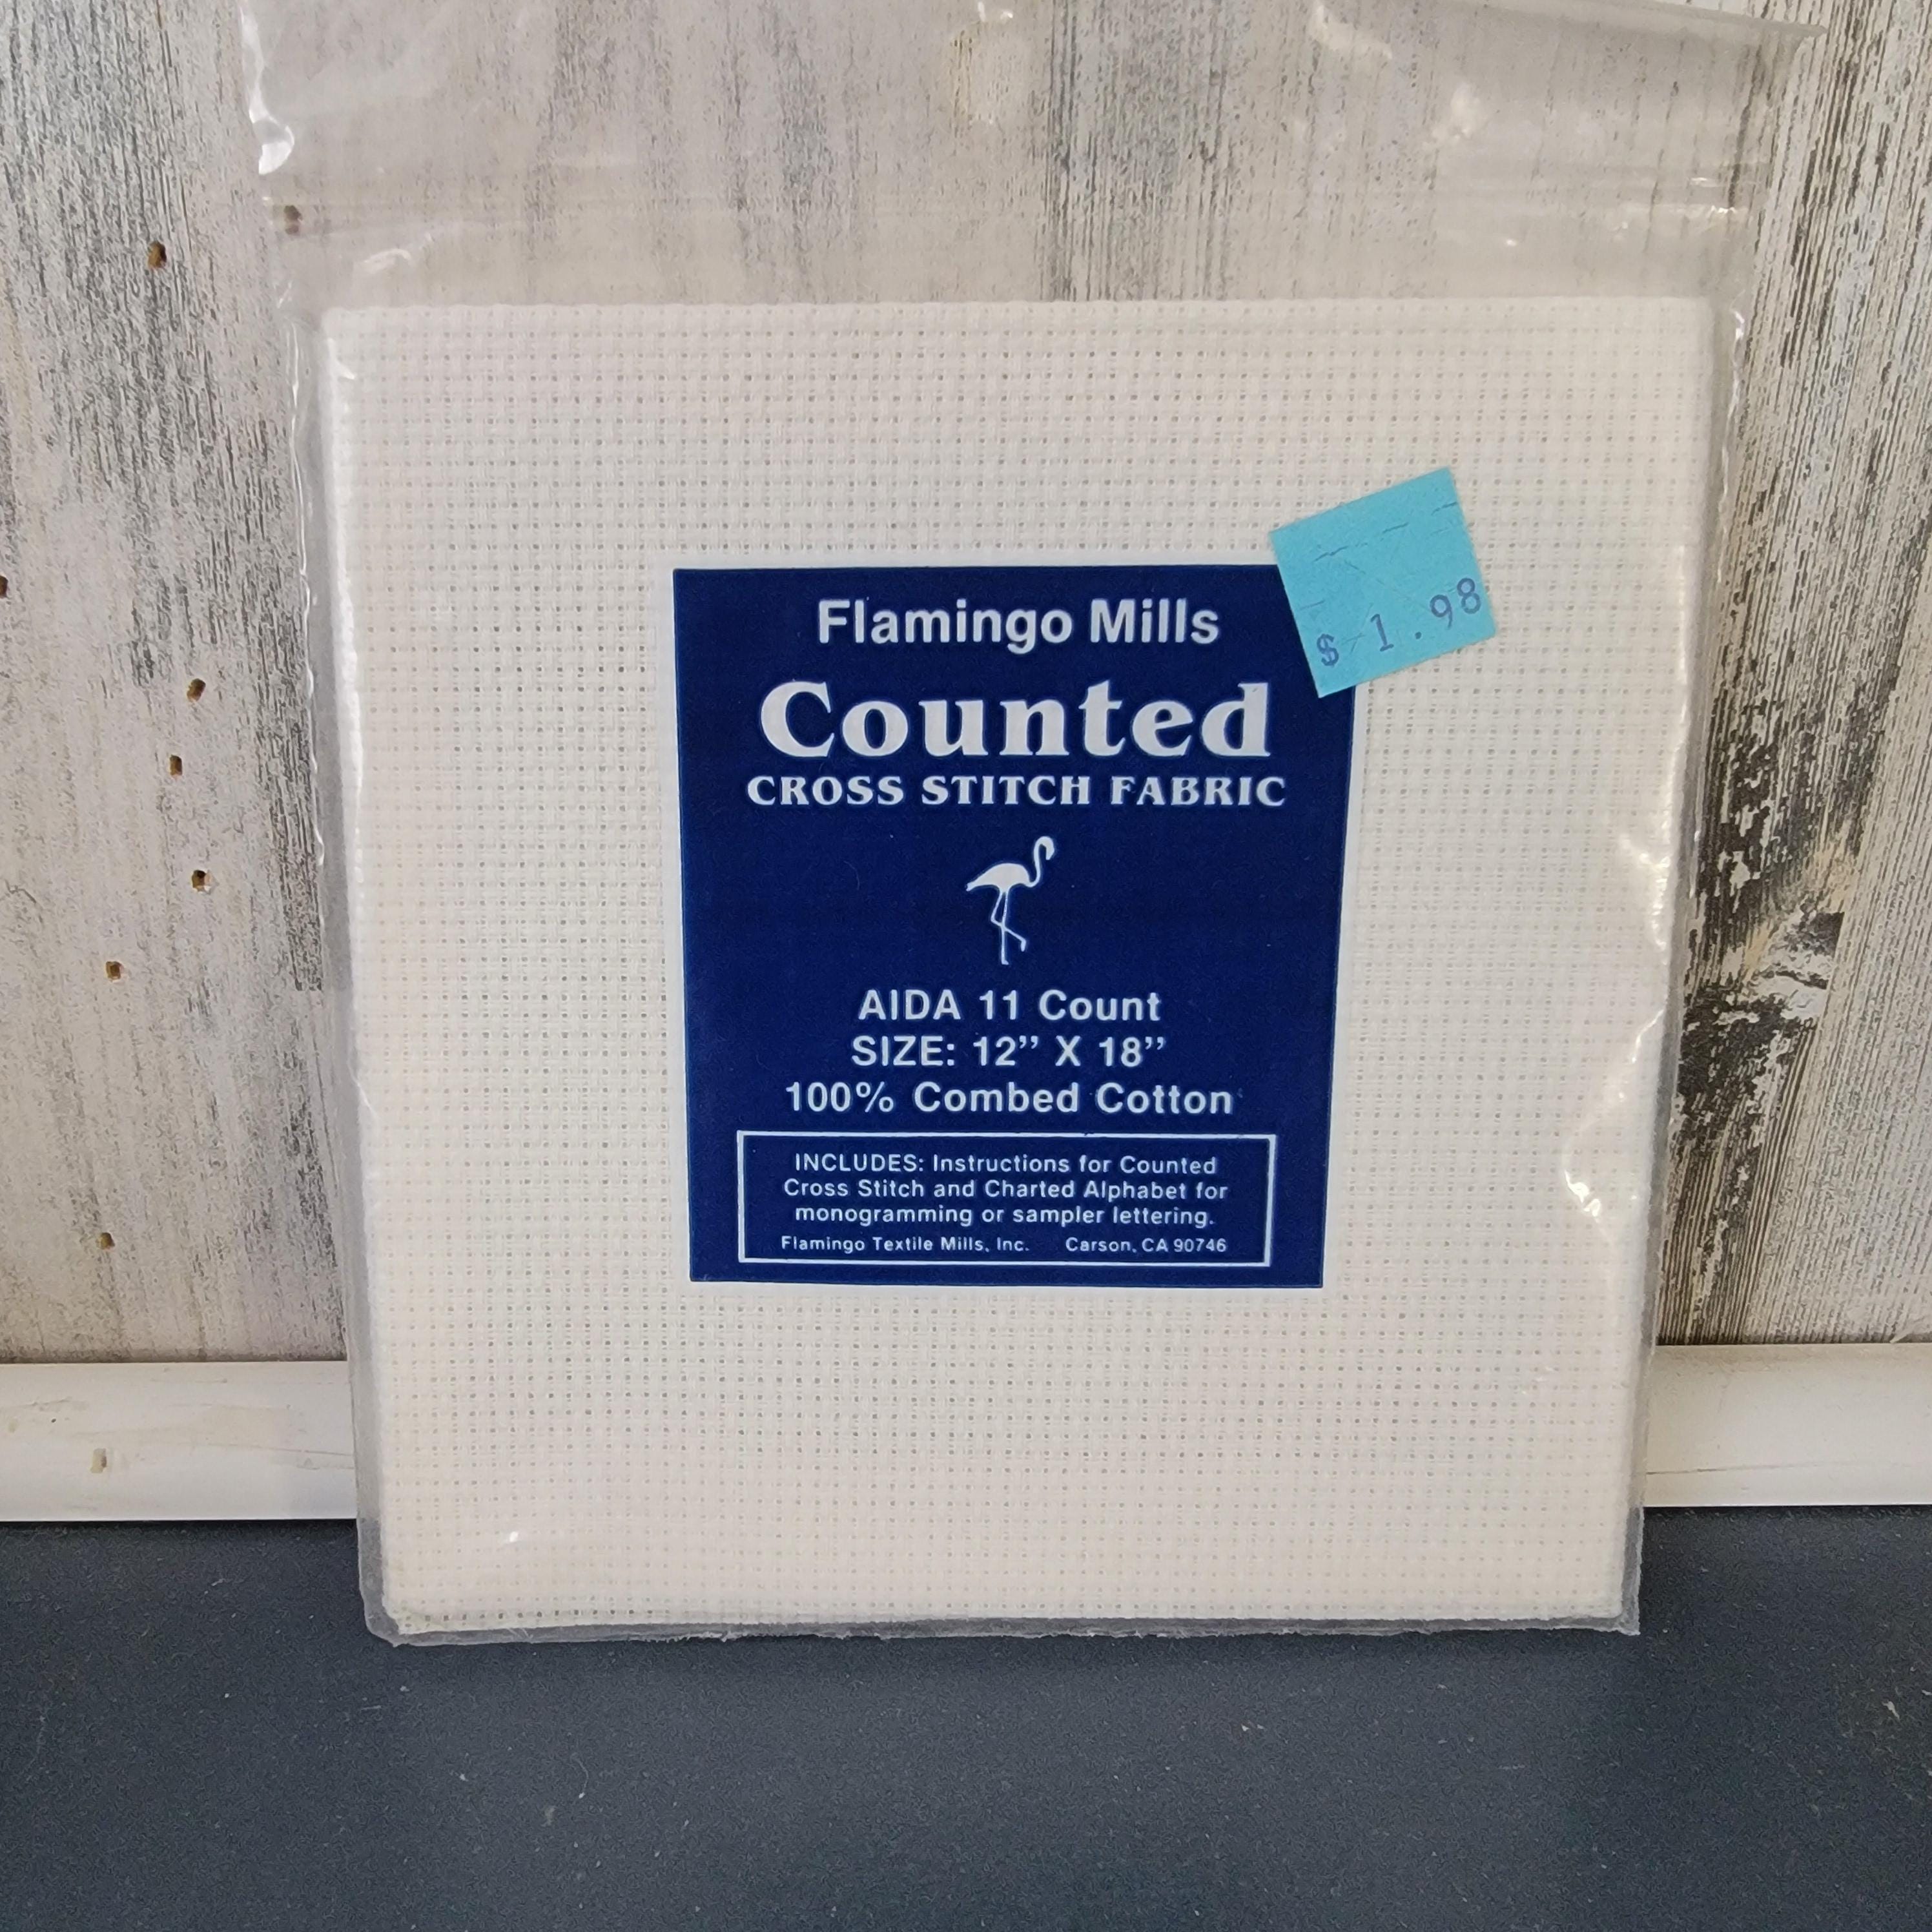 Flamingo Mills
Counted
CROSS STITCH FABRIC
$ 1.98
AIDA 11 Count
SIZE: 12” X 18”
100% Combed Cotton
INCLUDES: Instructions for Counted
Cross Stitch and Charted Alphabet for
monogramming or sampler lettering.
Flamingo Textile Mills, Inc. Carson, CA 90746